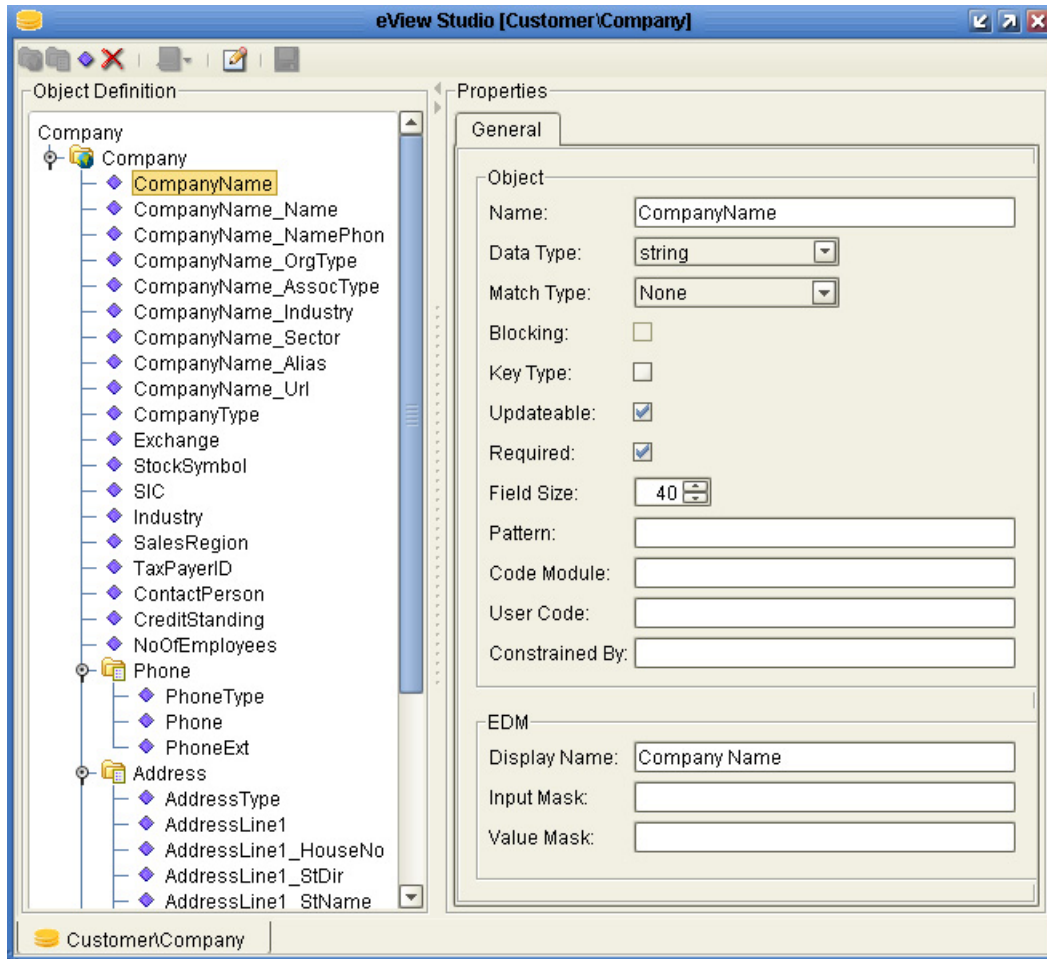 eView Studio [Customer\Company]
Object Definition
Company
Company
CompanyName
CompanyName_Name
CompanyName_NamePhon
CompanyName_OrgType
CompanyName_AssocType
CompanyName_Industry
CompanyName_Sector
CompanyName_Alias
CompanyName_Url
CompanyType
Exchange
StockSymbol
SIC
Industry
SalesRegion
TaxPayerID
ContactPerson
CreditStanding
NoOfEmployees
Phone
PhoneType
Phone
PhoneExt
Address
AddressType
AddressLine1
AddressLine1_HouseNo
AddressLine1_StDir
AddressLine1_StName
Properties
General
Object
Name: CompanyName
Data Type: string
Match Type: None
Blocking:
Key Type:
Updateable:
Required:
Field Size: 40
Pattern:
Code Module:
User Code:
Constrained By:
EDM
Display Name: Company Name
Input Mask:
Value Mask:
Customer\Company